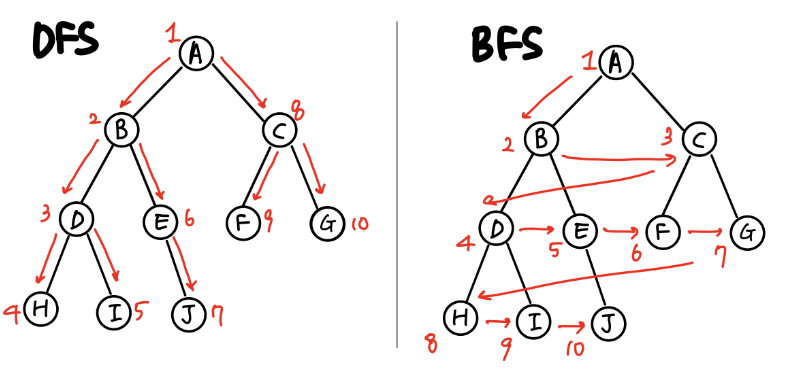 DFS
1 A
2 B C 8
3 D E 6 F 9 G 10
4 H I 5 J 7
BFS
1 A
2 B 3 C
4 D 5 E 6 F 7 G
8 H 9 I 10 J